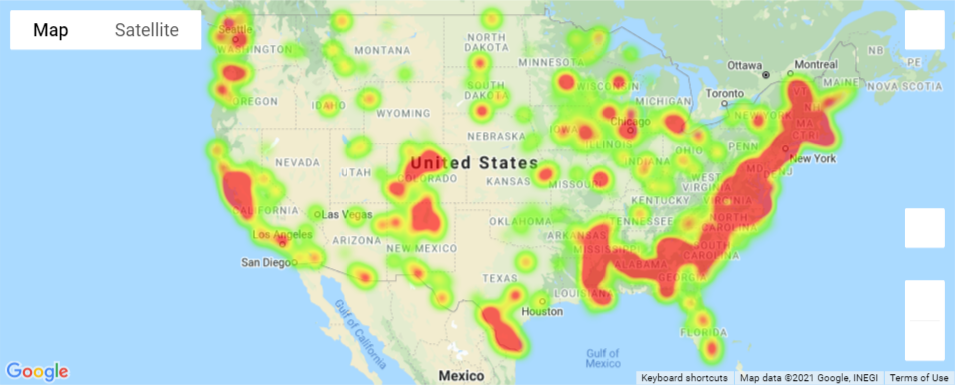 Map
Satellite
Seattle
WASHINGTON
MONTANA
NORTH
DAKOTA
MINNESOTA
Ottawa
Montreal
NB
PE
MAINE
NOVA SCOTIA
OREGON
IDAHO
WYOMING
SOUTH
DAKOTA
WISCONSIN
MICHIGAN
Toronto
VT
NH
NEW YORK
MA
CT RI
Chicago
IOWA
NEBRASKA
ILLINOIS
INDIANA
OHIO
PENN
New York
NEVADA
UTAH
United States
COLORADO
KANSAS
MISSOURI
WEST
VIRGINIA
MD
DE NJ
KENTUCKY
VIRGINIA
CALIFORNIA
Las Vegas
Los Angeles
San Diego
ARIZONA
NEW MEXICO
OKLAHOMA
ARKANSAS
TENNESSEE
NORTH
CAROLINA
SOUTH
CAROLINA
MISSISSIPPI
ALABAMA
GEORGIA
TEXAS
LOUISIANA
Houston
FLORIDA
Gulf of
California
Gulf of
Mexico
Mexico
Google
Keyboard shortcuts
Map data ©2021 Google, INEGI
Terms of Use